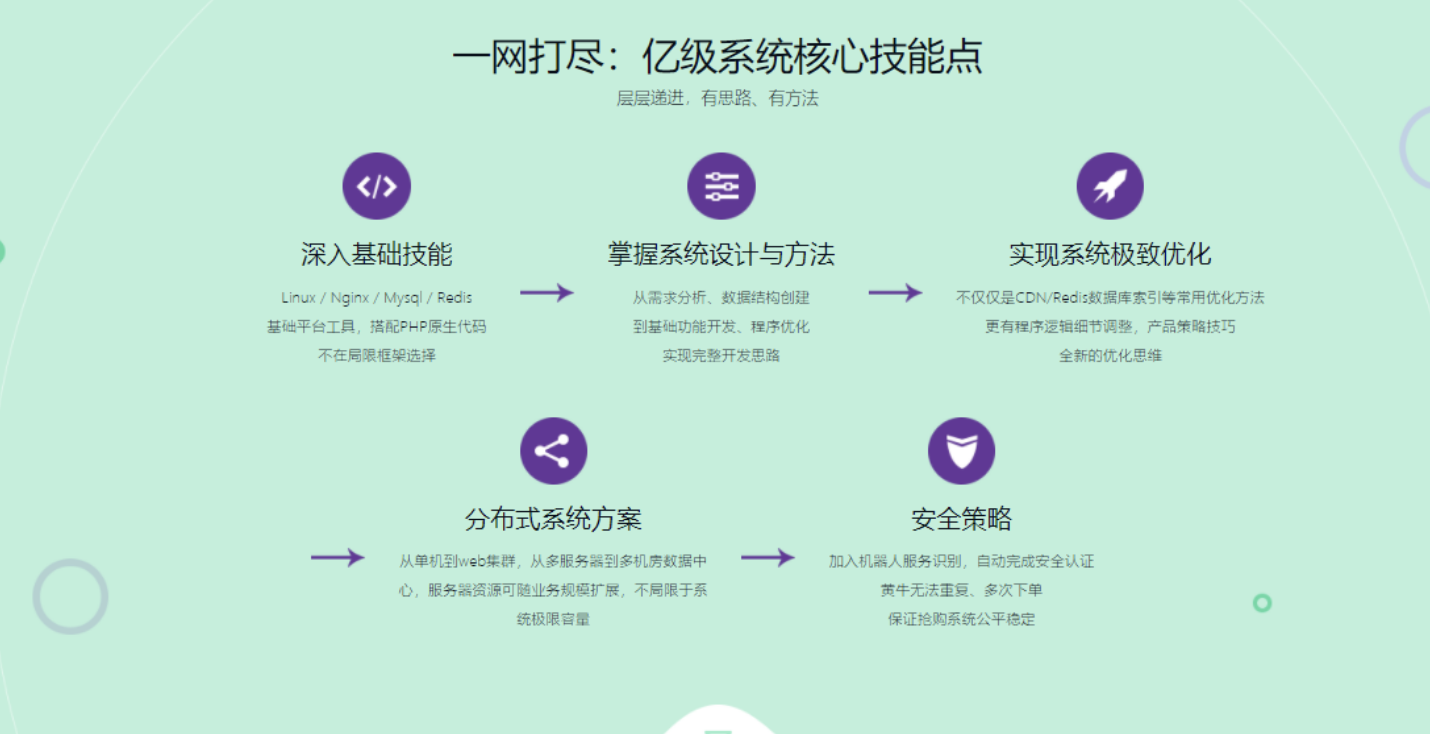 一网打尽：亿级系统核心技能点
层层递进，有思路、有方法
深入基础技能
Linux / Nginx / Mysql / Redis
基础平台工具，搭配PHP原生代码
不在局限框架选择
掌握系统设计与方法
从需求分析、数据结构创建
到基础功能开发、程序优化
实现完整开发思路
实现系统极致优化
不仅仅是CDN/Redis数据库索引等常用优化方法
更有程序逻辑细节调整，产品策略技巧
全新的优化思维
分布式系统方案
从单机到web集群，从多服务器到多机房数据中
心，服务器资源可随业务规模扩展，不局限于系
统极限容量
安全策略
加入机器人服务识别，自动完成安全认证
黄牛无法重复、多次下单
保证抢购系统公平稳定